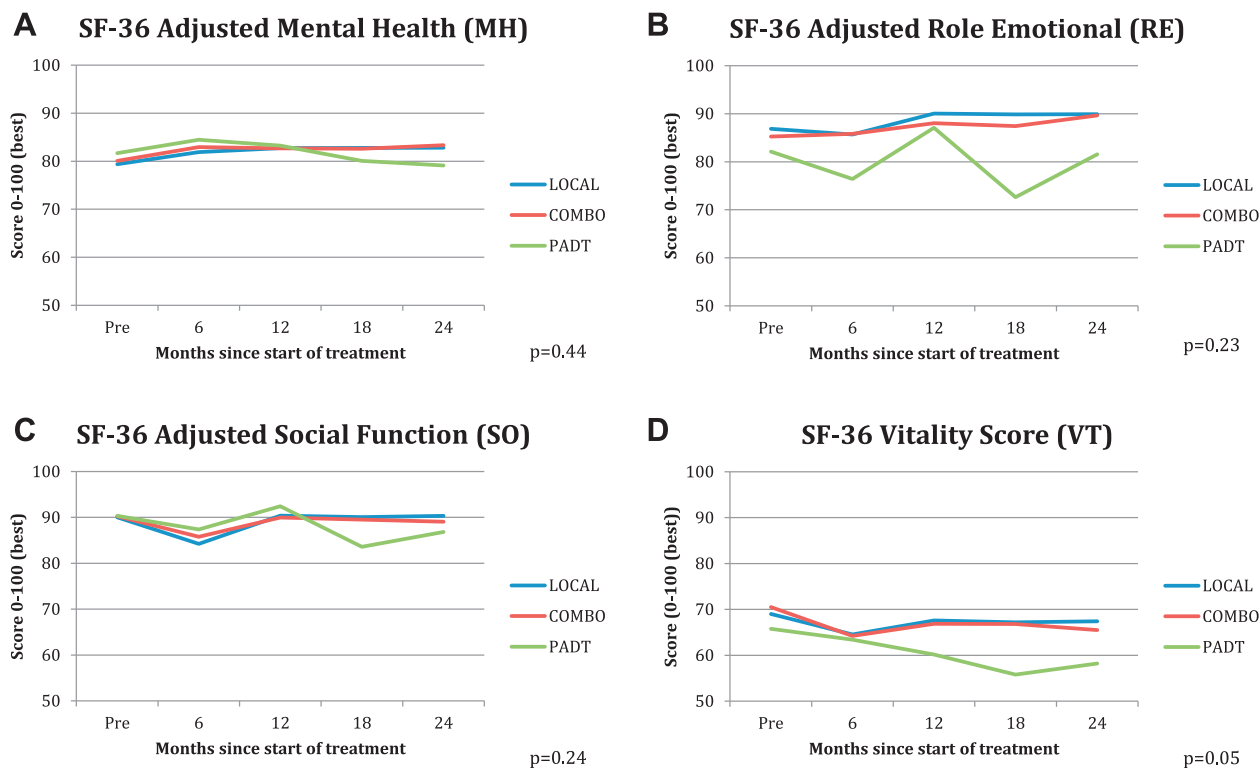 A
SF-36 Adjusted Mental Health (MH)
Score 0-100 (best)
100
90
80
70
60
50
Pre 6 12 18 24
Months since start of treatment
LOCAL
COMBO
PADT
p=0.44
B
SF-36 Adjusted Role Emotional (RE)
Score 0-100 (best)
100
90
80
70
60
50
Pre 6 12 18 24
Months since start of treatment
LOCAL
COMBO
PADT
p=0.23
C
SF-36 Adjusted Social Function (SO)
Score 0-100 (best)
100
90
80
70
60
50
Pre 6 12 18 24
Months since start of treatment
LOCAL
COMBO
PADT
p=0.24
D
SF-36 Vitality Score (VT)
Score (0-100 (best))
100
90
80
70
60
50
Pre 6 12 18 24
Months since start of treatment
LOCAL
COMBO
PADT
p=0.05